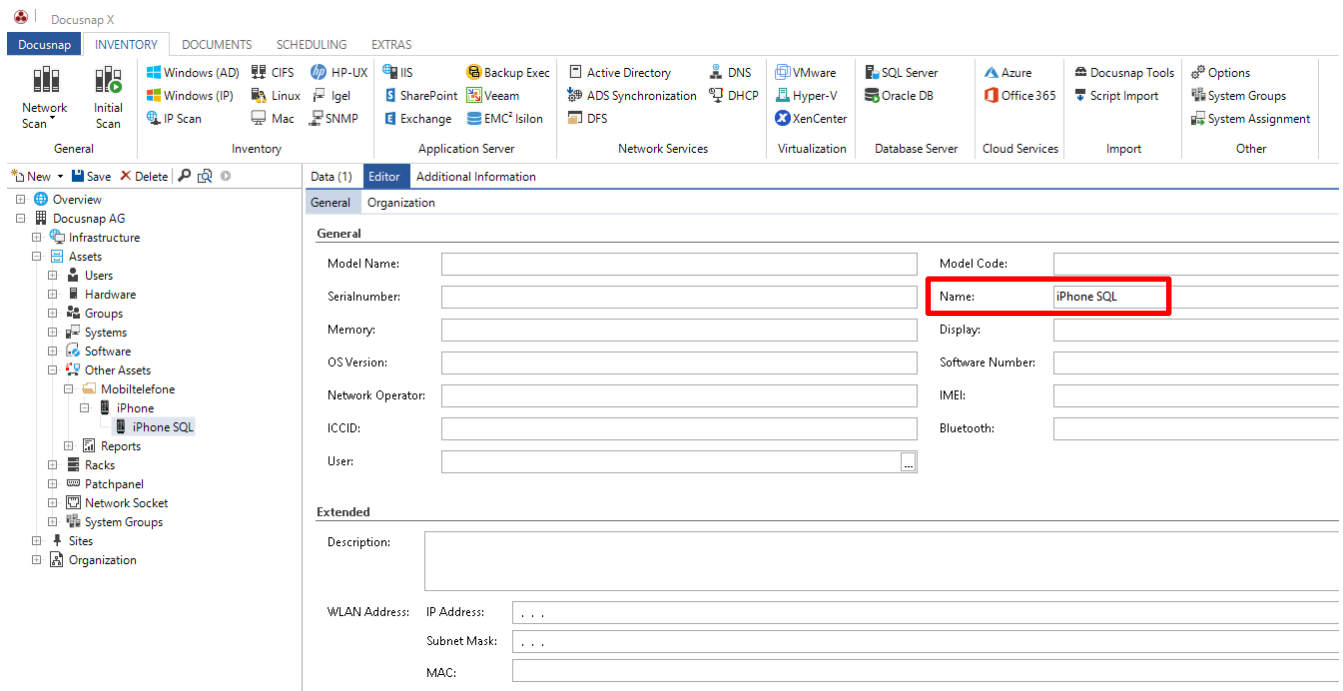 Docusnap X
Docusnap INVENTORY DOCUMENTS SCHEDULING EXTRAS
Network Scan
Initial Scan
General
Windows (AD) CIFS HP-UX
Windows (IP) Linux Igel
IP Scan Mac SNMP
Inventory
IIS Backup Exec
SharePoint Veeam
Exchange EMC² Isilon
Application Server
Active Directory DNS
ADS Synchronization DHCP
DFS
Network Services
VMware
Hyper-V
XenCenter
Virtualization
SQL Server
Oracle DB
Database Server
Azure
Office 365
Cloud Services
Docusnap Tools
Script Import
Import
Options
System Groups
System Assignment
Other
New Save Delete
Overview
Docusnap AG
Infrastructure
Assets
Users
Hardware
Groups
Systems
Software
Other Assets
Mobiltelefone
iPhone
iPhone SQL
Reports
Racks
Patchpanel
Network Socket
System Groups
Sites
Organization
Data (1) Editor Additional Information
General Organization
General
Model Name: Model Code:
Serialnumber: Name: iPhone SQL
Memory: Display:
OS Version: Software Number:
Network Operator: IMEI:
ICCID: Bluetooth:
User: ...
Extended
Description:
WLAN Address: IP Address: . . .
Subnet Mask: . . .
MAC: